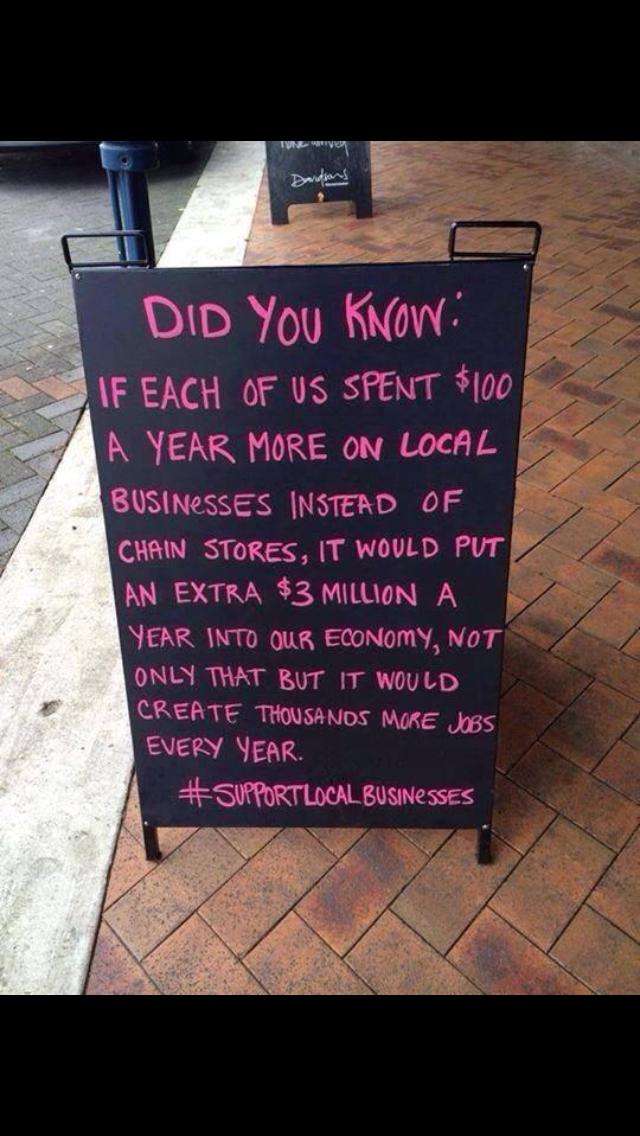 Davidsons
DID YOU KNOW:
IF EACH OF US SPENT $100
A YEAR MORE ON LOCAL
BUSINESSES INSTEAD OF
CHAIN STORES, IT WOULD PUT
AN EXTRA $3 MILLION A
YEAR INTO OUR ECONOMY, NOT
ONLY THAT BUT IT WOULD
CREATE THOUSANDS MORE JOBS
EVERY YEAR.
#SUPPORTLOCALBUSINESSES